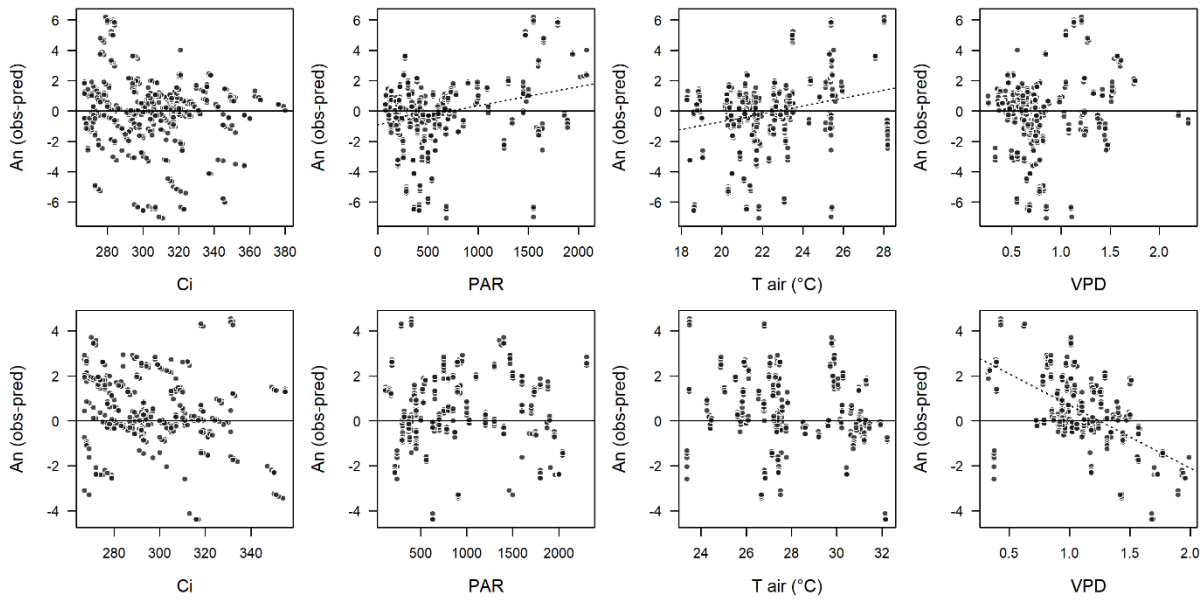 An (obs-pred)
6
4
2
0
-2
-4
-6
280 300 320 340 360 380
Ci
An (obs-pred)
6
4
2
0
-2
-4
-6
0 500 1000 1500 2000
PAR
An (obs-pred)
6
4
2
0
-2
-4
-6
18 20 22 24 26 28
T air (°C)
An (obs-pred)
6
4
2
0
-2
-4
-6
0.5 1.0 1.5 2.0
VPD
An (obs-pred)
4
2
0
-2
-4
280 300 320 340
Ci
An (obs-pred)
4
2
0
-2
-4
500 1000 1500 2000
PAR
An (obs-pred)
4
2
0
-2
-4
24 26 28 30 32
T air (°C)
An (obs-pred)
4
2
0
-2
-4
0.5 1.0 1.5 2.0
VPD